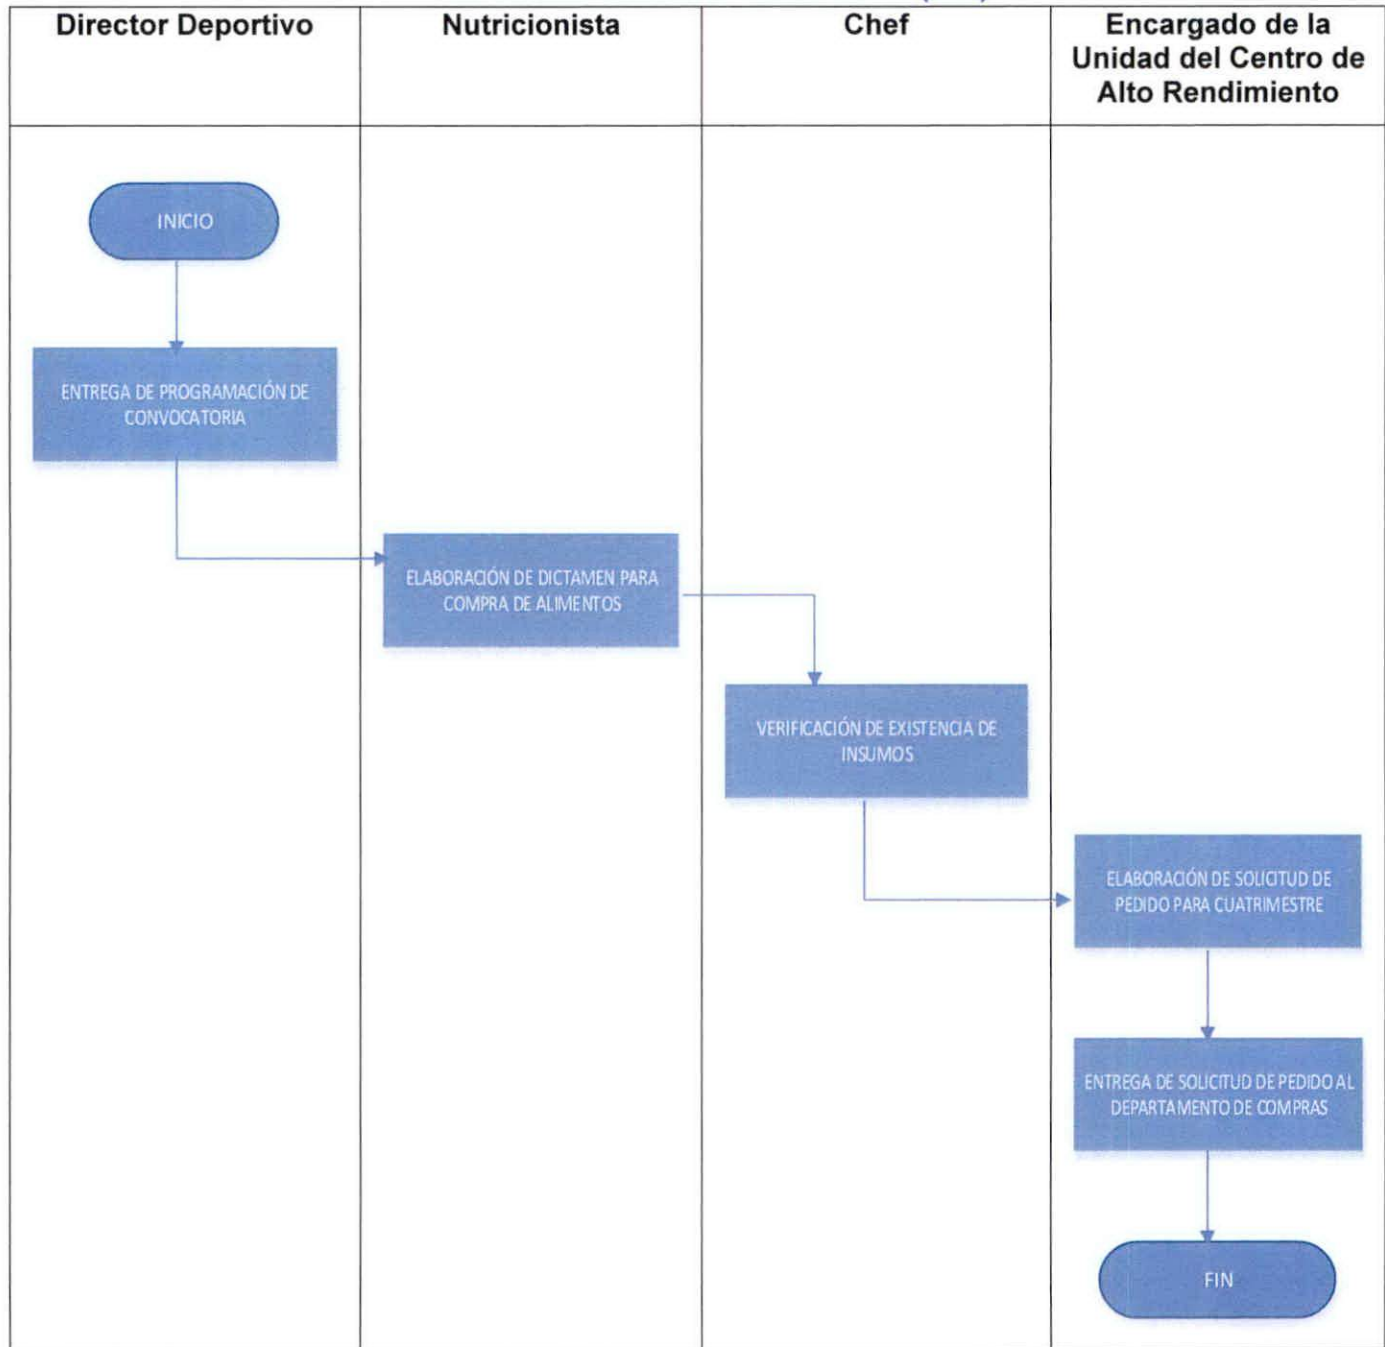 Director Deportivo
Nutricionista
Chef
Encargado de la
Unidad del Centro de
Alto Rendimiento
INICIO
ENTREGA DE PROGRAMACIÓN DE
CONVOCATORIA
ELABORACIÓN DE DICTAMEN PARA
COMPRA DE ALIMENTOS
VERIFICACIÓN DE EXISTENCIA DE
INSUMOS
ELABORACIÓN DE SOLICITUD DE
PEDIDO PARA CUATRIMESTRE
ENTREGA DE SOLICITUD DE PEDIDO AL
DEPARTAMENTO DE COMPRAS
FIN